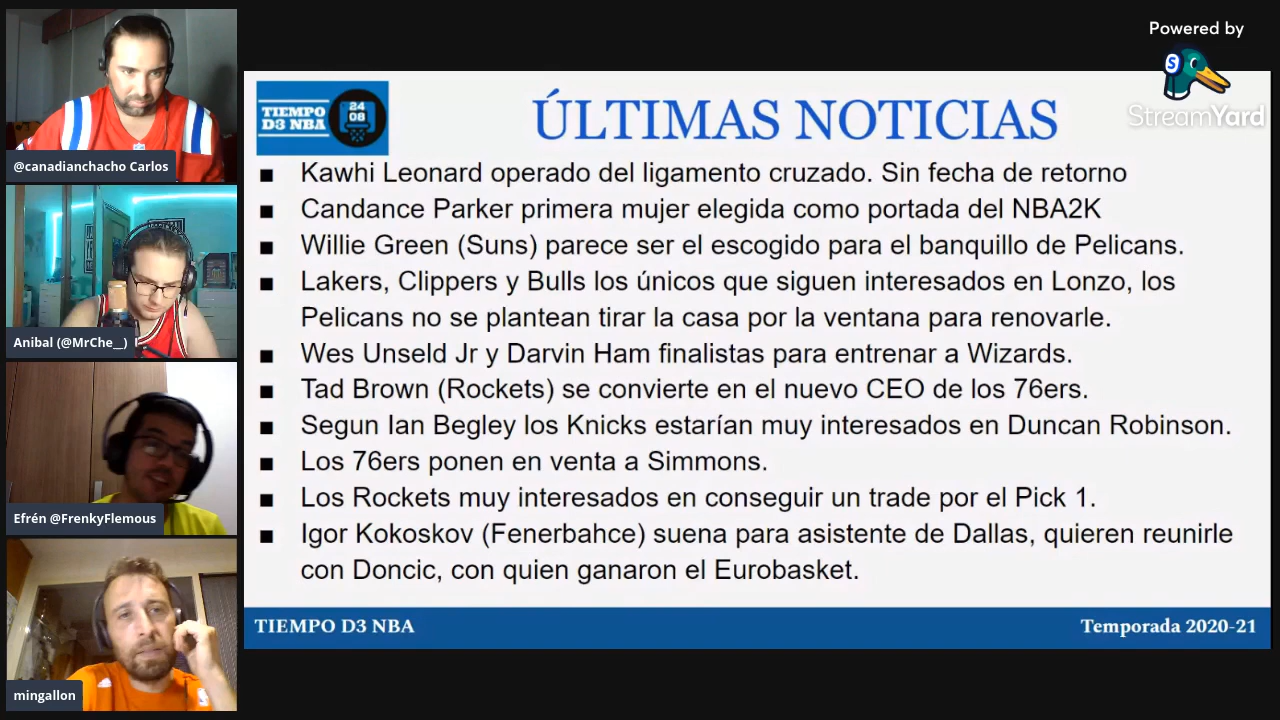 Powered by
StreamYard
@canadianchacho Carlos
Anibal (@MrChe__)
Efrén @FrenkyFlemous
mingallon
TIEMPO
D3 NBA
24
08
ÚLTIMAS NOTICIAS
▪ Kawhi Leonard operado del ligamento cruzado. Sin fecha de retorno
▪ Candance Parker primera mujer elegida como portada del NBA2K
▪ Willie Green (Suns) parece ser el escogido para el banquillo de Pelicans.
▪ Lakers, Clippers y Bulls los únicos que siguen interesados en Lonzo, los
Pelicans no se plantean tirar la casa por la ventana para renovarle.
▪ Wes Unseld Jr y Darvin Ham finalistas para entrenar a Wizards.
▪ Tad Brown (Rockets) se convierte en el nuevo CEO de los 76ers.
▪ Segun Ian Begley los Knicks estarían muy interesados en Duncan Robinson.
▪ Los 76ers ponen en venta a Simmons.
▪ Los Rockets muy interesados en conseguir un trade por el Pick 1.
▪ Igor Kokoskov (Fenerbahce) suena para asistente de Dallas, quieren reunirle
con Doncic, con quien ganaron el Eurobasket.
TIEMPO D3 NBA
Temporada 2020-21